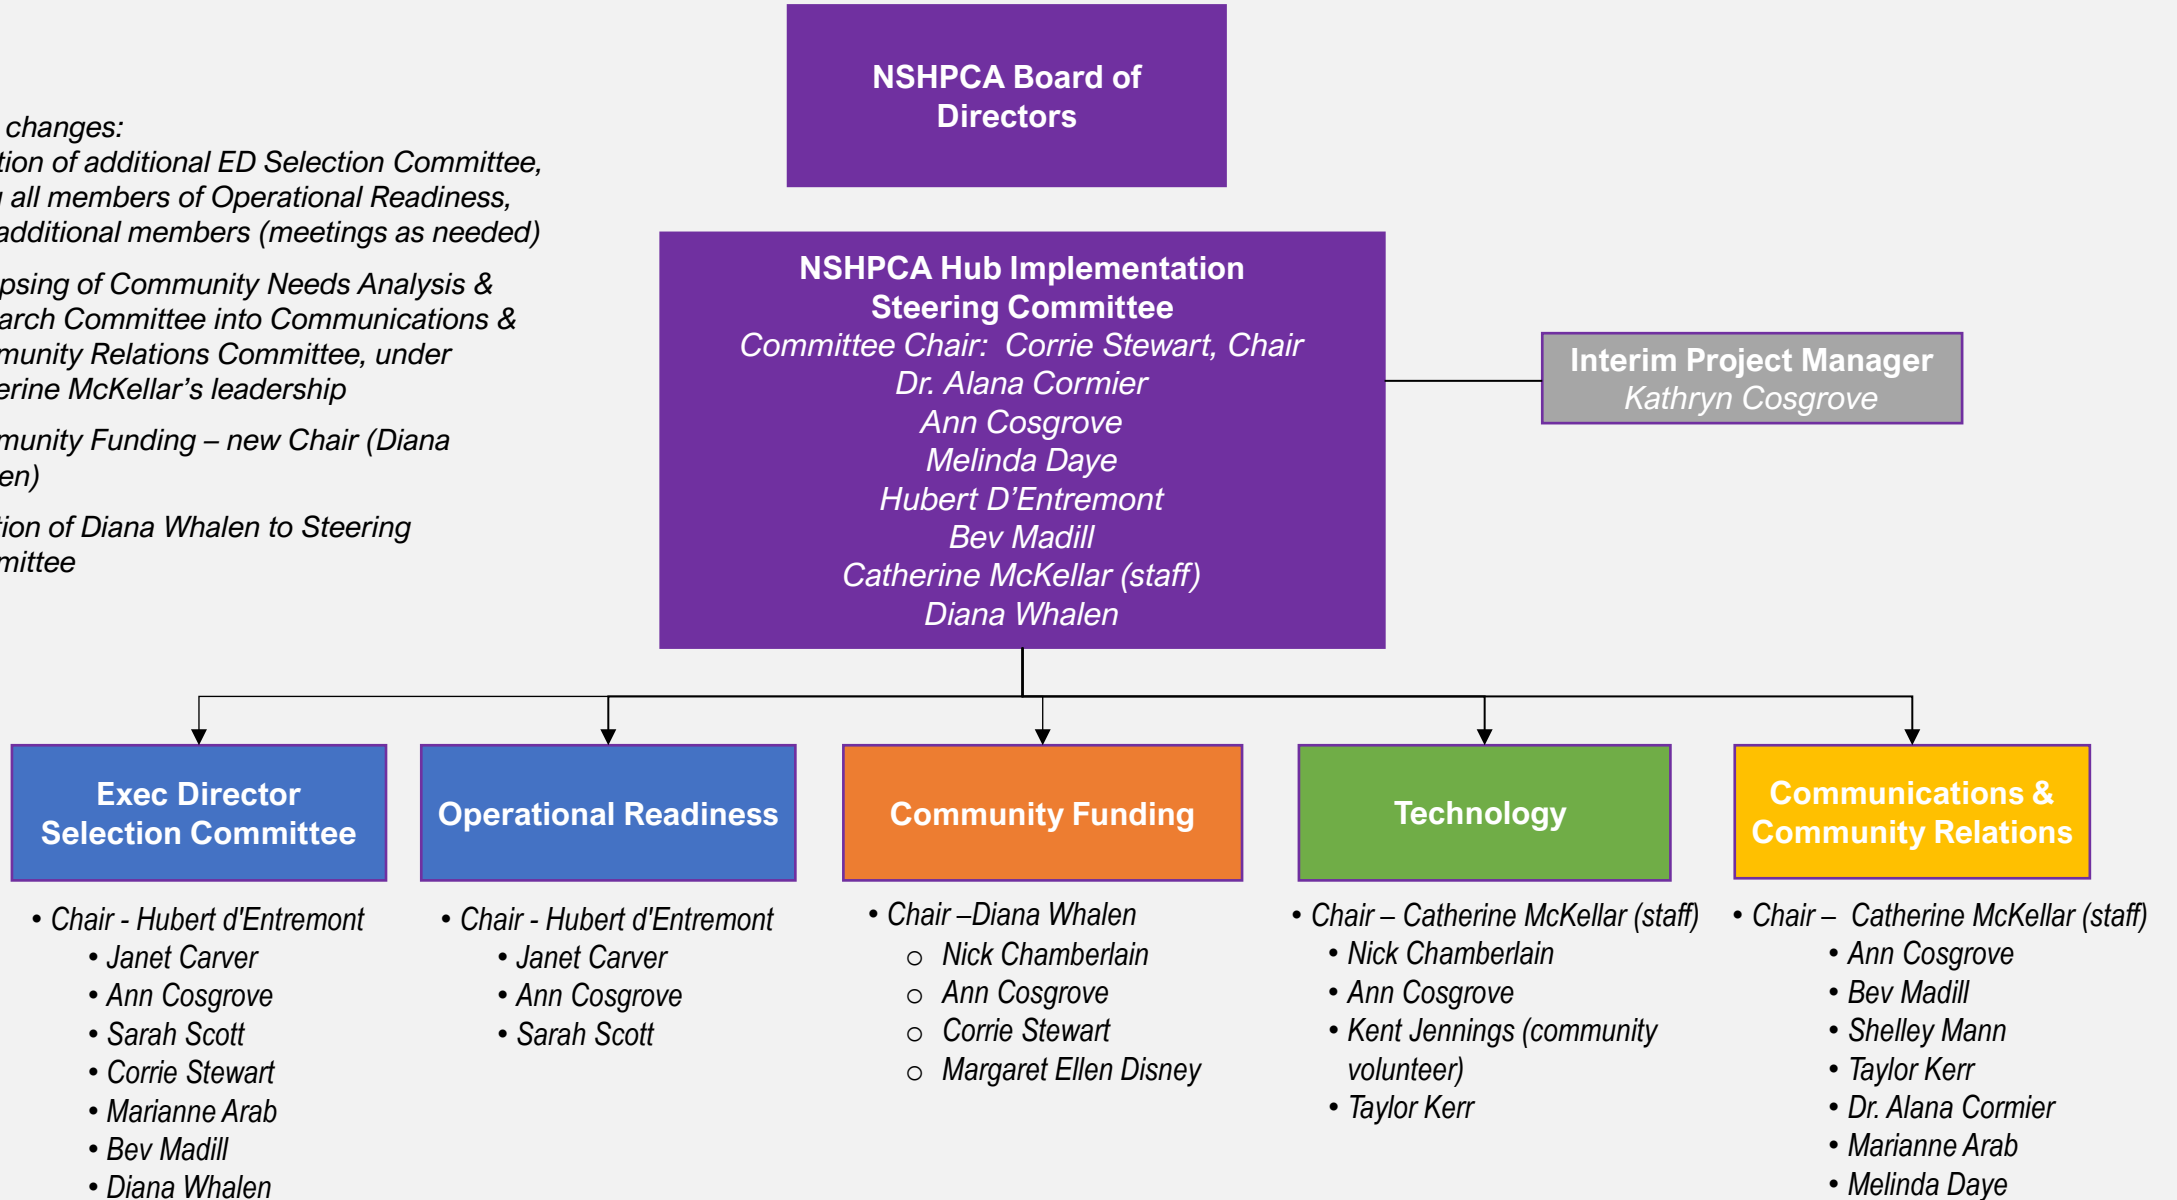 NSHPCA Board of
Directors
changes:
tion of additional ED Selection Committee,
all members of Operational Readiness,
additional members (meetings as needed)
psing of Community Needs Analysis &
arch Committee into Communications &
munity Relations Committee, under
erine McKellar’s leadership
munity Funding – new Chair (Diana
en)
tion of Diana Whalen to Steering
mittee
NSHPCA Hub Implementation
Steering Committee
Committee Chair:  Corrie Stewart, Chair
Dr. Alana Cormier
Ann Cosgrove
Melinda Daye
Hubert D’Entremont
Bev Madill
Catherine McKellar (staff)
Diana Whalen
Interim Project Manager
Kathryn Cosgrove
Exec Director
Selection Committee
• Chair - Hubert d'Entremont
• Janet Carver
• Ann Cosgrove
• Sarah Scott
• Corrie Stewart
• Marianne Arab
• Bev Madill
• Diana Whalen
Operational Readiness
• Chair - Hubert d'Entremont
• Janet Carver
• Ann Cosgrove
• Sarah Scott
Community Funding
• Chair –Diana Whalen
o Nick Chamberlain
o Ann Cosgrove
o Corrie Stewart
o Margaret Ellen Disney
Technology
• Chair – Catherine McKellar (staff)
• Nick Chamberlain
• Ann Cosgrove
• Kent Jennings (community
volunteer)
• Taylor Kerr
Communications &
Community Relations
• Chair –  Catherine McKellar (staff)
• Ann Cosgrove
• Bev Madill
• Shelley Mann
• Taylor Kerr
• Dr. Alana Cormier
• Marianne Arab
• Melinda Daye